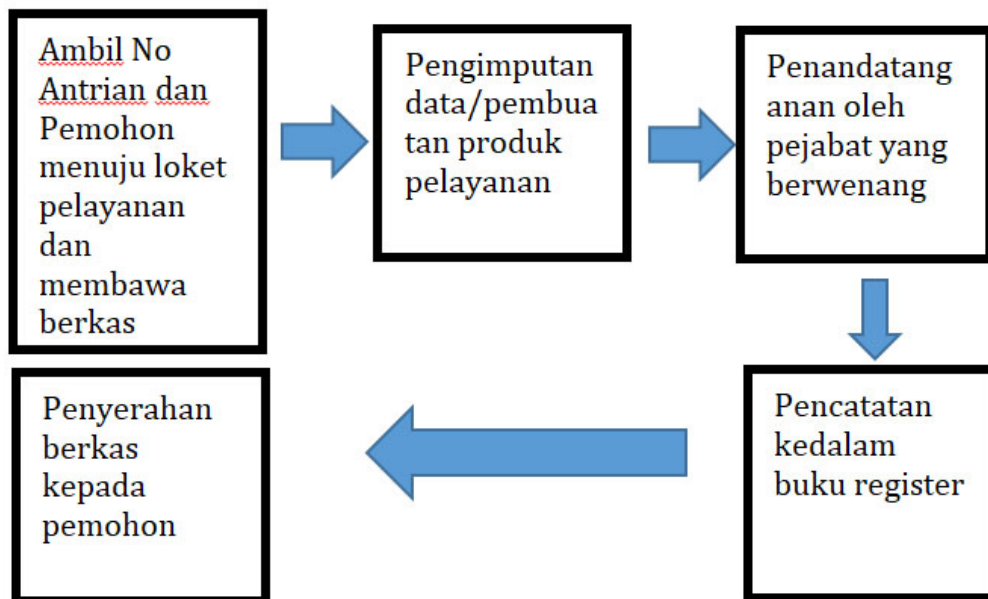 Ambil No
Antrian dan
Pemohon
menuju loket
pelayanan
dan
membawa
berkas
Pengimputan
data/pembua
tan produk
pelayanan
Penandatang
anan oleh
pejabat yang
berwenang
Pencatatan
kedalam
buku register
Penyerahan
berkas
kepada
pemohon